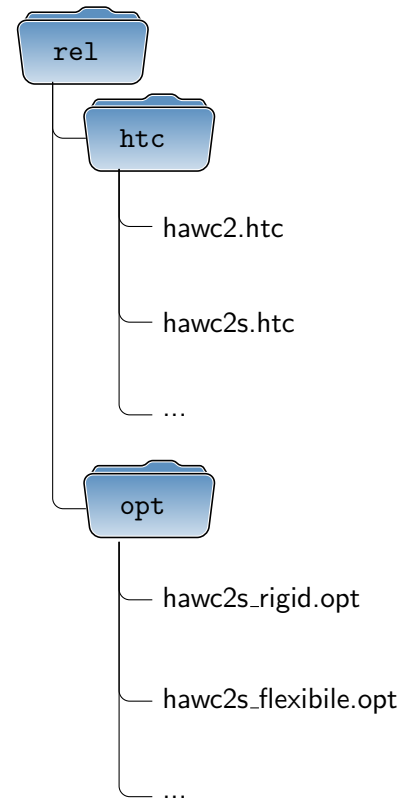 rel
htc
hawc2.htc
hawc2s.htc
...
opt
hawc2s_rigid.opt
hawc2s_flexibile.opt
...